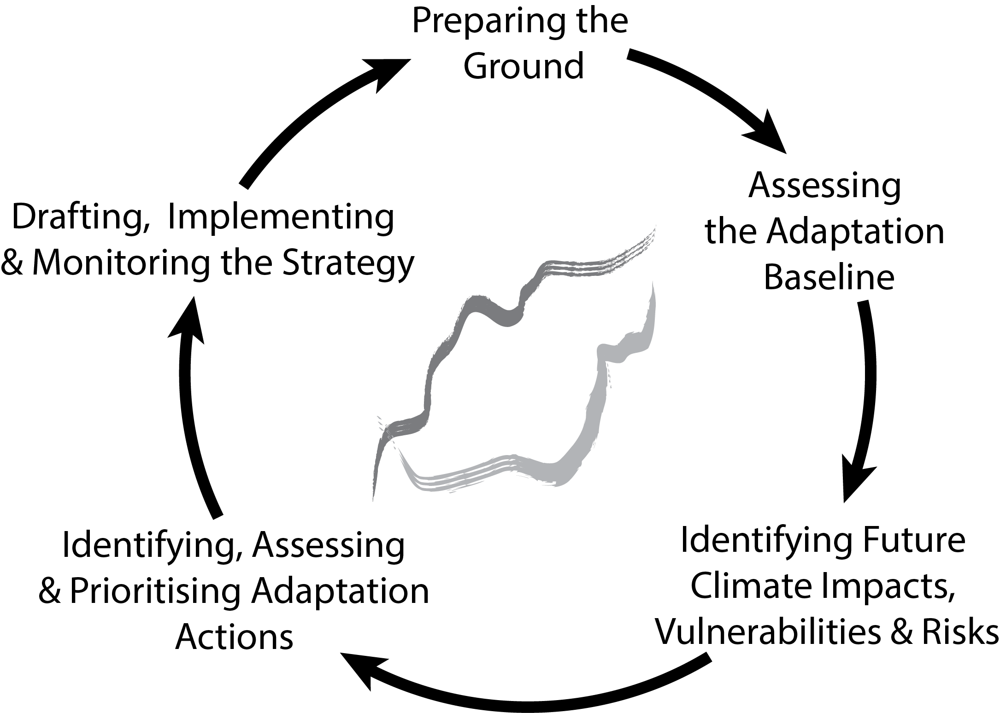 Preparing the
Ground
Assessing
the Adaptation
Baseline
Identifying Future
Climate Impacts,
Vulnerabilities & Risks
Identifying, Assessing
& Prioritising Adaptation
Actions
Drafting,  Implementing
& Monitoring the Strategy